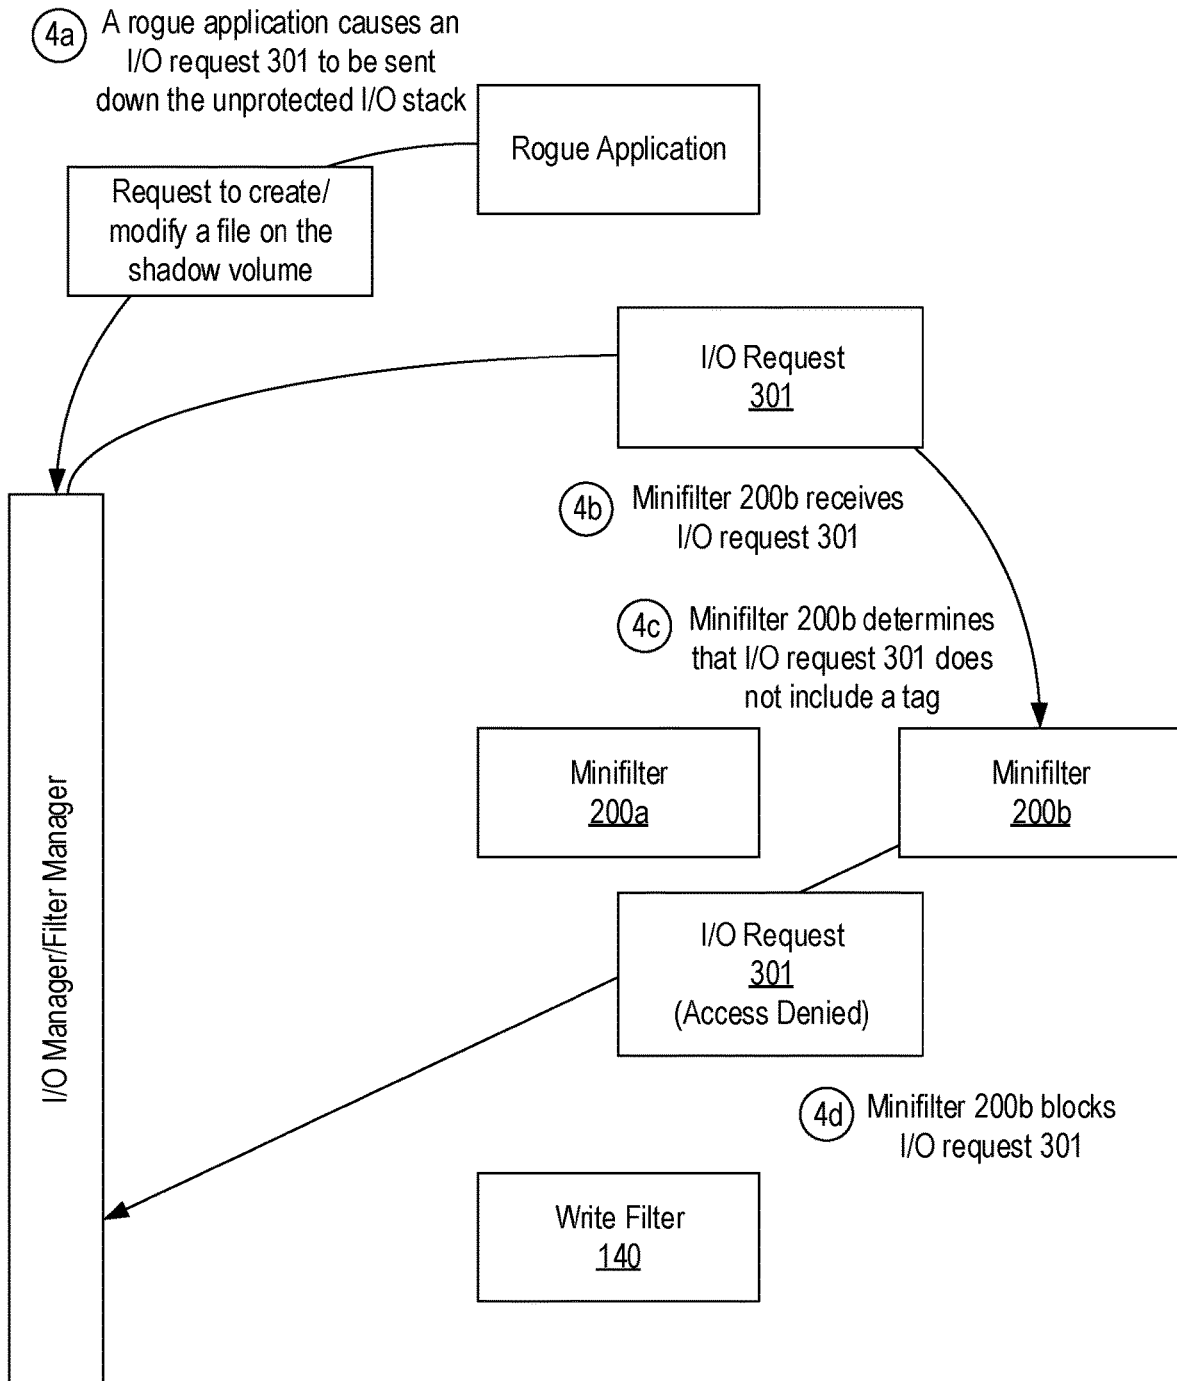 4a
A rogue application causes an
I/O request 301 to be sent
down the unprotected I/O stack
Rogue Application
Request to create/
modify a file on the
shadow volume
I/O Request
301
4b
Minifilter 200b receives
I/O request 301
4c
Minifilter 200b determines
that I/O request 301 does
not include a tag
Minifilter
200a
Minifilter
200b
I/O Manager/Filter Manager
I/O Request
301
(Access Denied)
4d
Minifilter 200b blocks
I/O request 301
Write Filter
140